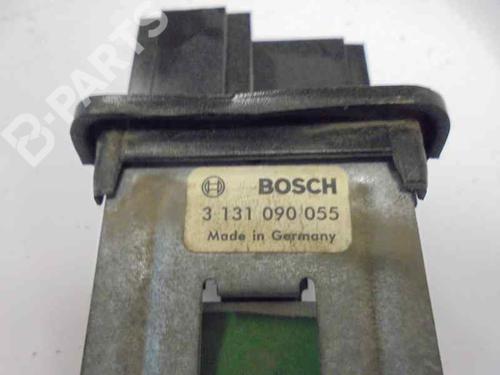 B-PARTS
BOSCH
3 131 090 055
Made in Germany